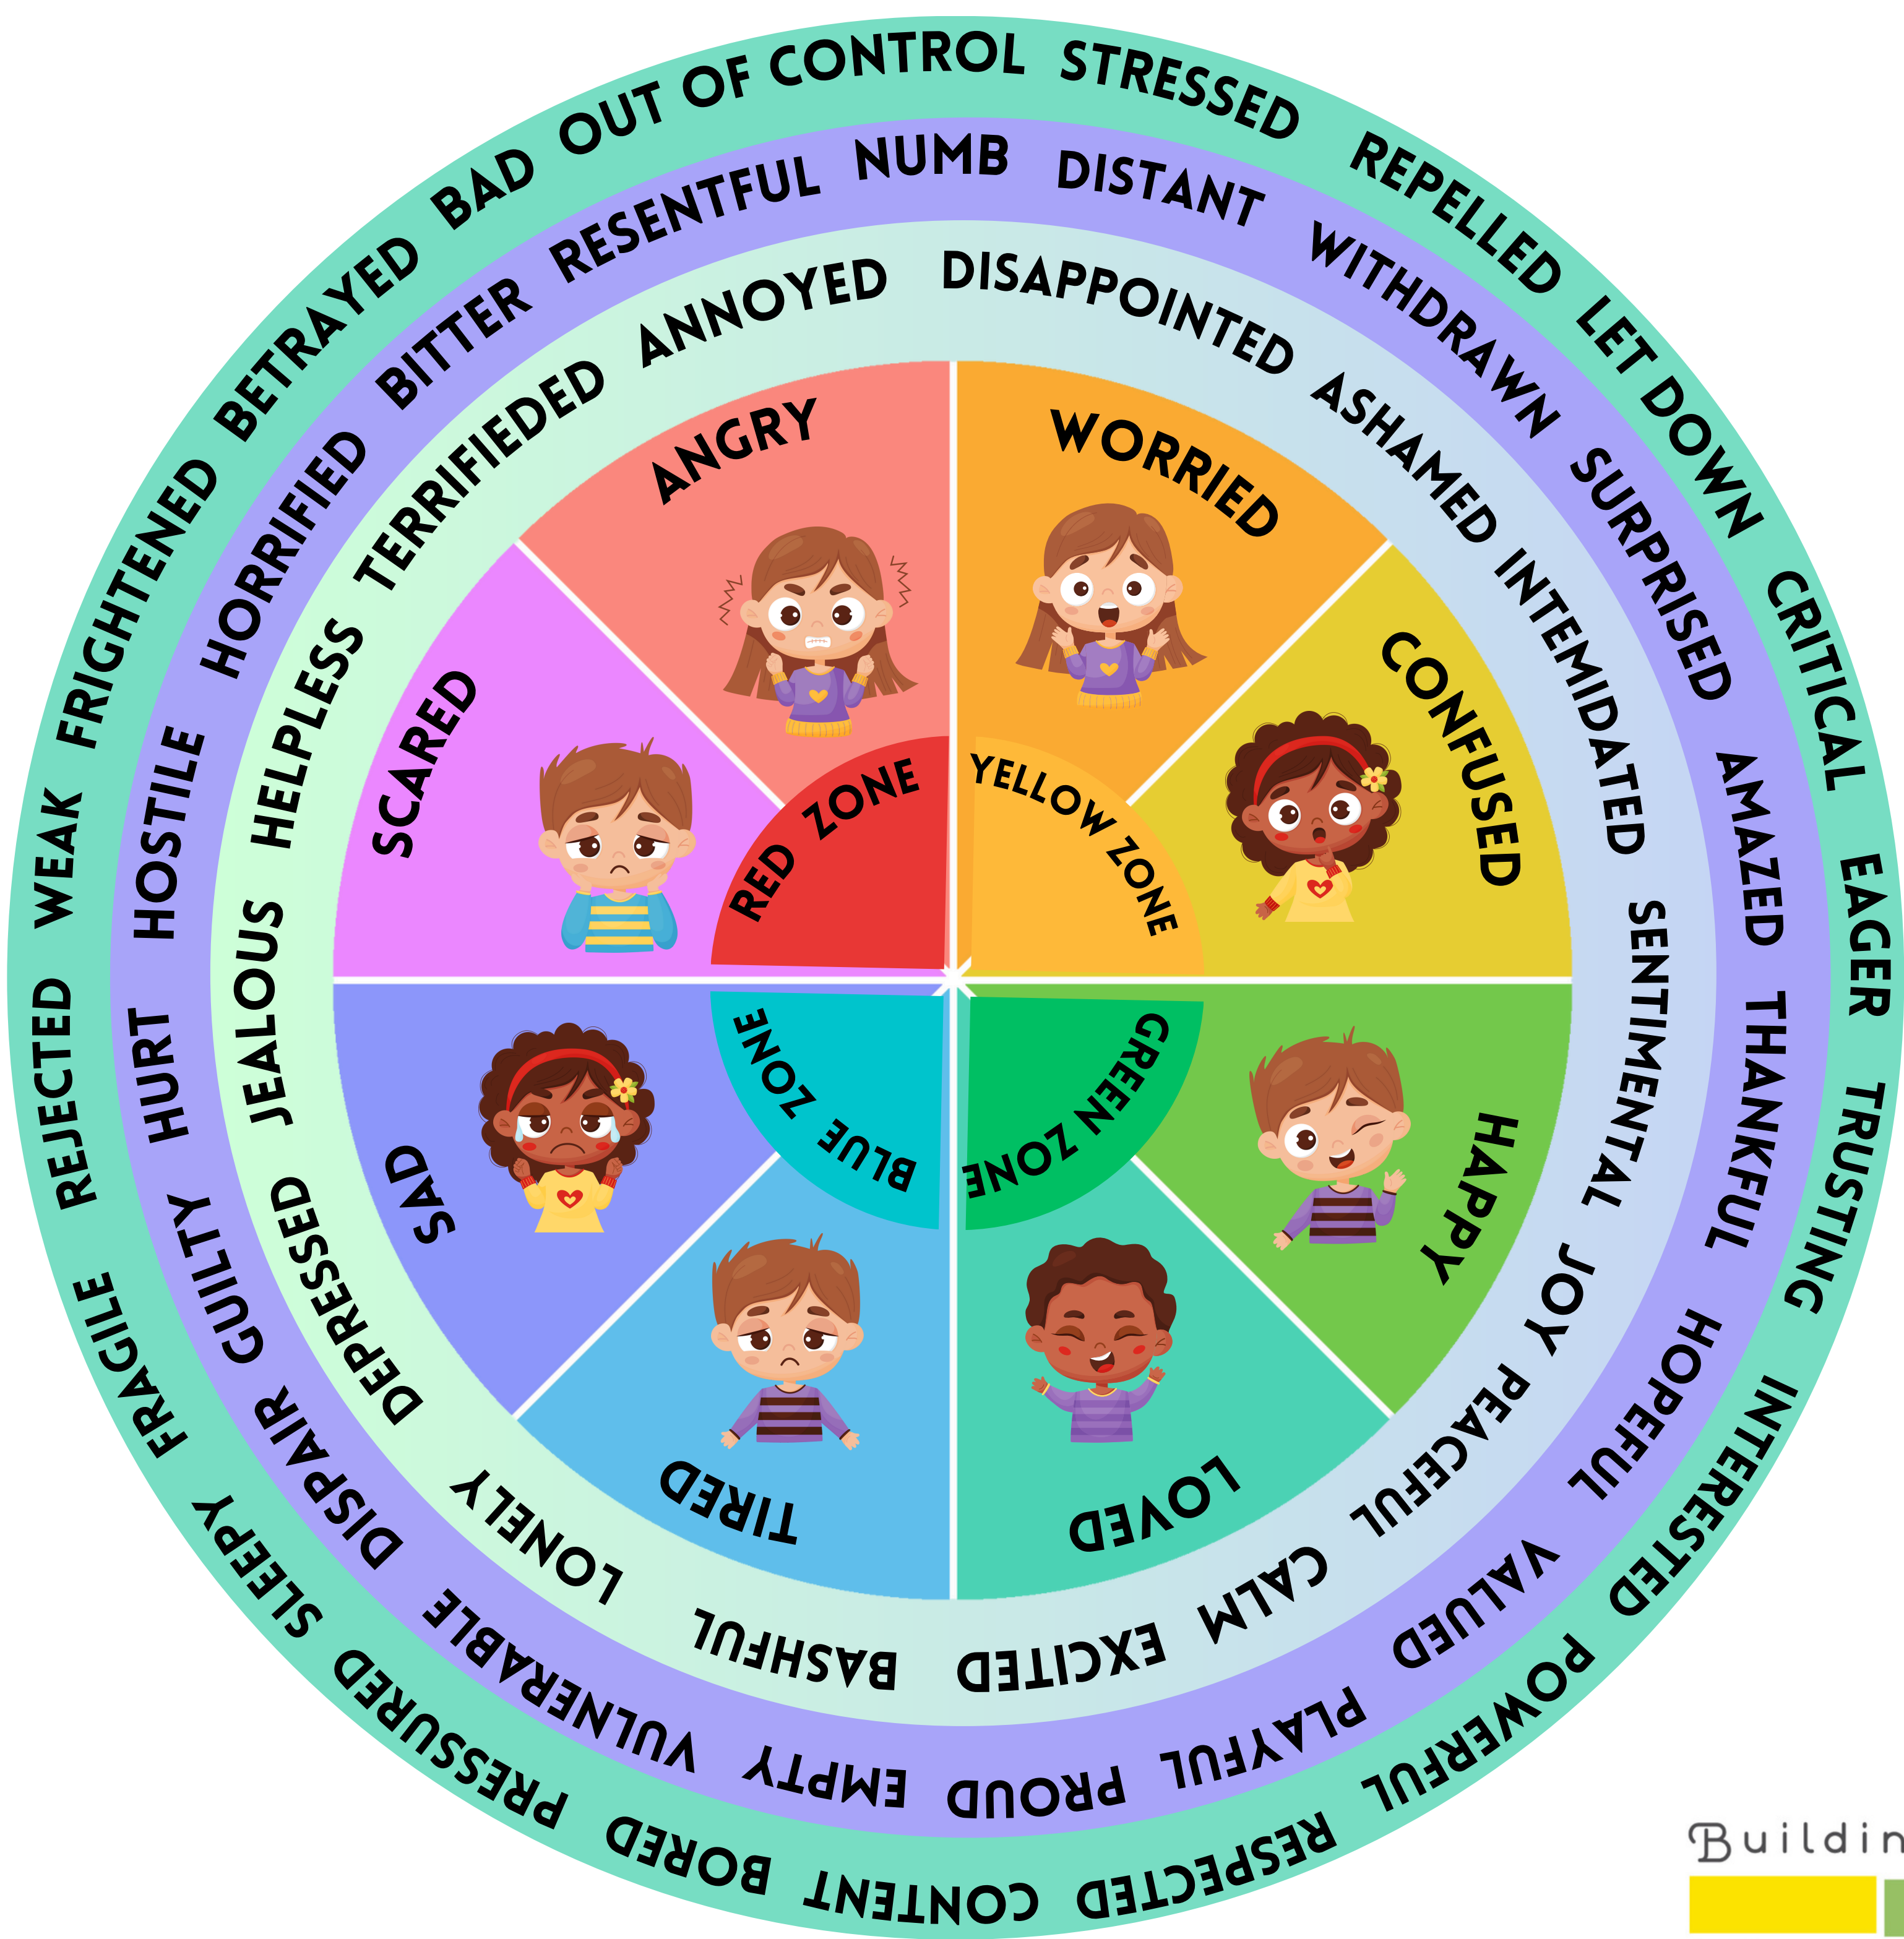 OUT OF CONTROL
STRESSED
REPELLED
LET DOWN
CRITICAL
EAGER
TRUSTING
INTERESTED
POWERFUL
RESPECTED
CONTENT
BORED
PRESSURED
SLEEPY
FRAGILE
REJECTED
WEAK
FRIGHTENED
BETRAYED
BAD
NUMB
DISTANT
WITHDRAWN
SURPRISED
AMAZED
THANKFUL
HOPEFUL
VALUED
PLAYFUL
PROUD
EMPTY
VULNERABLE
DISPAIR
GUILTY
HURT
HOSTILE
HORRIFIED
BITTER
RESENTFUL
DISAPPOINTED
ASHAMED
INTEMIDATED
SENTIMENTAL
JOY
PEACEFUL
CALM
EXCITED
BASHFUL
LONELY
DEPRESSED
JEALOUS
HELPLESS
TERRIFIEDED
ANNOYED
ANGRY
WORRIED
CONFUSED
HAPPY
LOVED
TIRED
SAD
SCARED
RED ZONE
YELLOW ZONE
GREEN ZONE
BLUE ZONE
Buildin